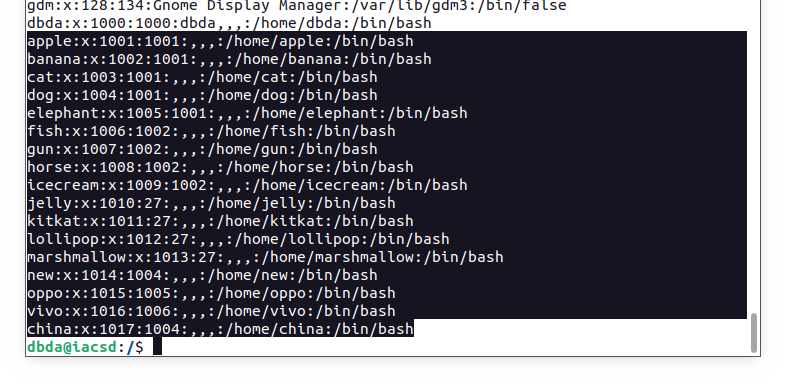 gdm:x:128:134:Gnome Display Manager:/var/lib/gdm3:/bin/false
dbda:x:1000:1000:dbda,,,:/home/dbda:/bin/bash
apple:x:1001:1001:,,,:/home/apple:/bin/bash
banana:x:1002:1001:,,,:/home/banana:/bin/bash
cat:x:1003:1001:,,,:/home/cat:/bin/bash
dog:x:1004:1001:,,,:/home/dog:/bin/bash
elephant:x:1005:1001:,,,:/home/elephant:/bin/bash
fish:x:1006:1002:,,,:/home/fish:/bin/bash
gun:x:1007:1002:,,,:/home/gun:/bin/bash
horse:x:1008:1002:,,,:/home/horse:/bin/bash
icecream:x:1009:1002:,,,:/home/icecream:/bin/bash
jelly:x:1010:27:,,,:/home/jelly:/bin/bash
kitkat:x:1011:27:,,,:/home/kitkat:/bin/bash
lollipop:x:1012:27:,,,:/home/lollipop:/bin/bash
marshmallow:x:1013:27:,,,:/home/marshmallow:/bin/bash
new:x:1014:1004:,,,:/home/new:/bin/bash
oppo:x:1015:1005:,,,:/home/oppo:/bin/bash
vivo:x:1016:1006:,,,:/home/vivo:/bin/bash
china:x:1017:1004:,,,:/home/china:/bin/bash
dbda@iacsd:/$